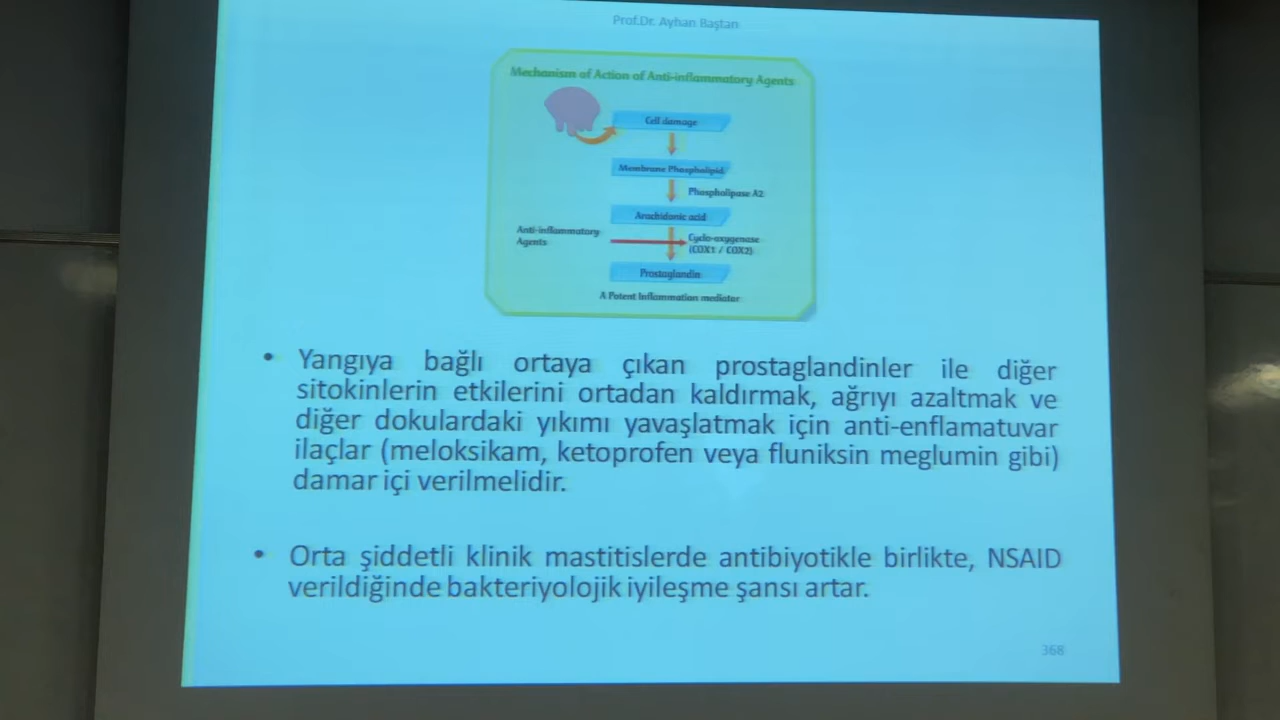 Prof.Dr. Ayhan Baştan
Mechanism of Action of Anti-inflammatory Agents
Cell damage
Membrane Phospholipid
Phospholipase A2
Arachidonic acid
Anti-inflammatory
Agents
Cyclo-oxygenase
(COX1 / COX2)
Prostaglandin
A Potent Inflammation mediator
• Yangıya bağlı ortaya çıkan prostaglandinler ile diğer
sitokinlerin etkilerini ortadan kaldırmak, ağrıyı azaltmak ve
diğer dokulardaki yıkımı yavaşlatmak için anti-enflamatuvar
ilaçlar (meloksikam, ketoprofen veya fluniksin meglumin gibi)
damar içi verilmelidir.
• Orta şiddetli klinik mastitislerde antibiyotikle birlikte, NSAID
verildiğinde bakteriyolojik iyileşme şansı artar.
368